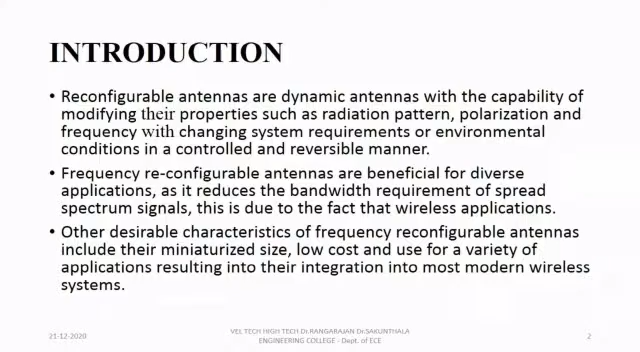 INTRODUCTION
• Reconfigurable antennas are dynamic antennas with the capability of
modifying their properties such as radiation pattern, polarization and
frequency with changing system requirements or environmental
conditions in a controlled and reversible manner.
• Frequency re-configurable antennas are beneficial for diverse
applications, as it reduces the bandwidth requirement of spread
spectrum signals, this is due to the fact that wireless applications.
• Other desirable characteristics of frequency reconfigurable antennas
include their miniaturized size, low cost and use for a variety of
applications resulting into their integration into most modern wireless
systems.
21-12-2020
VEL TECH HIGH TECH Dr.RANGARAJAN Dr.SAKUNTHALA
ENGINEERING COLLEGE - Dept. of ECE
2